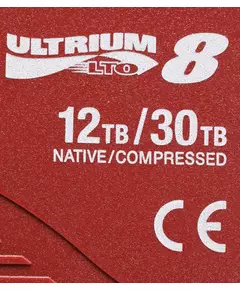 ULTRIUM 8
LTO
12TB/30TB
NATIVE/COMPRESSED
CE